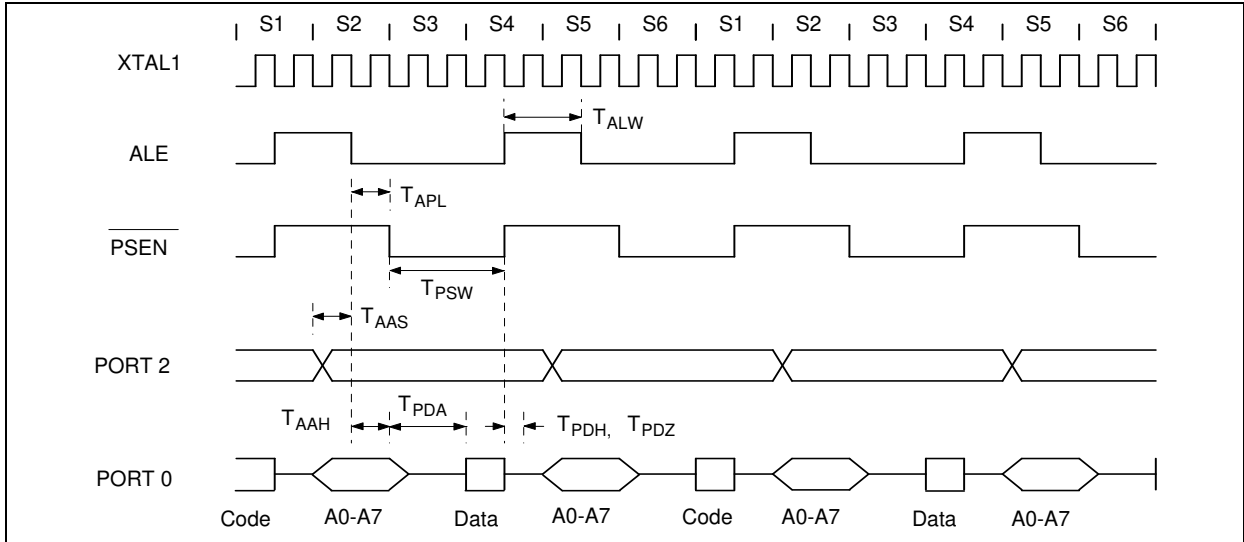 S1 S2 S3 S4 S5 S6 S1 S2 S3 S4 S5 S6
XTAL1
TALW
ALE
TAPL
PSEN
TPSW
TAAS
PORT 2
TAAH TPDA TPDH, TPDZ
PORT 0
Code A0-A7 Data A0-A7 Code A0-A7 Data A0-A7